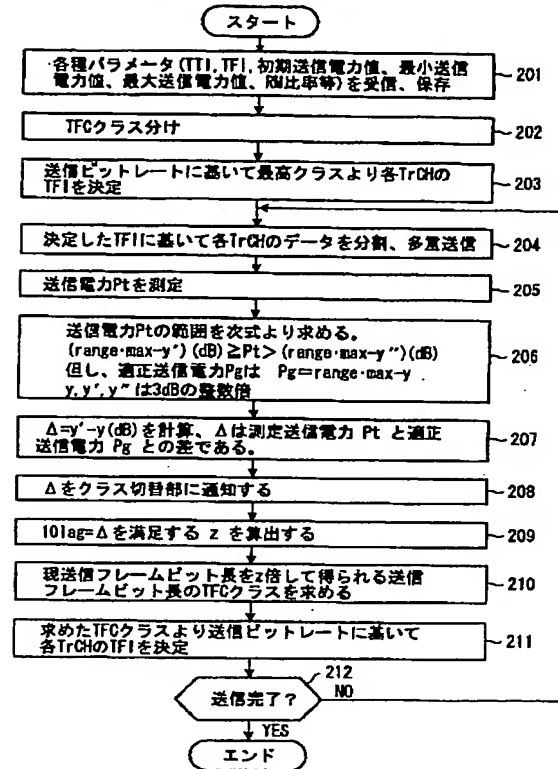 スタート
各種パラメータ(TTI,TFI,初期送信電力値、最小送信
電力値、最大送信電力値、RM比率等)を受信、保存
201
TFCクラス分け
202
送信ビットレートに基いて最高クラスより各TrCHの
TFIを決定
203
決定したTFIに基いて各TrCHのデータを分割、多重送信
204
送信電力Ptを測定
205
送信電力Ptの範囲を次式より求める。
(range·max-y')(dB)≧Pt>(range·max-y'')(dB)
但し、適正送信電力Pgは Pg=range·max-y
y,y',y''は3dBの整数倍
206
Δ=y'-y(dB)を計算、Δは測定送信電力 Pt と適正
送信電力 Pg との差である。
207
Δをクラス切替部に通知する
208
10lag=Δを満足する z を算出する
209
現送信フレームビット長をz倍して得られる送信
フレームビット長のTFCクラスを求める
210
求めたTFCクラスより送信ビットレートに基いて
各TrCHのTFIを決定
211
212
送信完了?
NO
YES
エンド